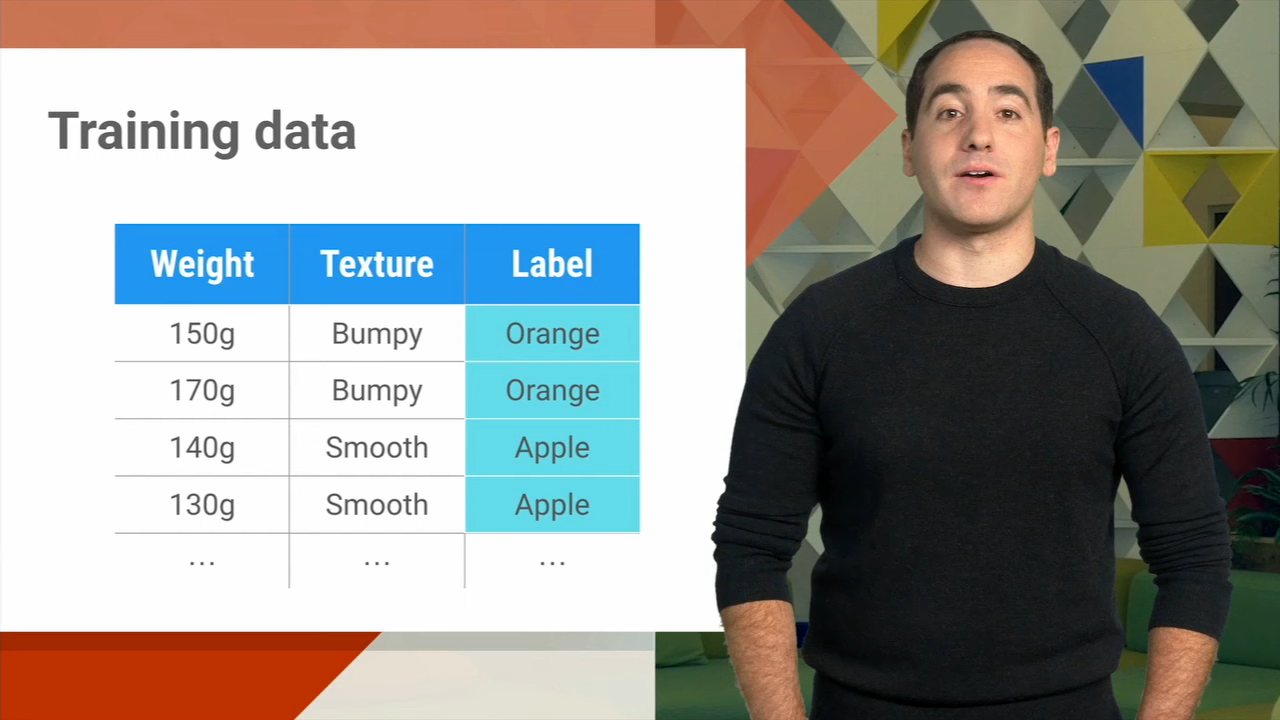 Training data
Weight Texture Label
150g Bumpy Orange
170g Bumpy Orange
140g Smooth Apple
130g Smooth Apple
... ... ...